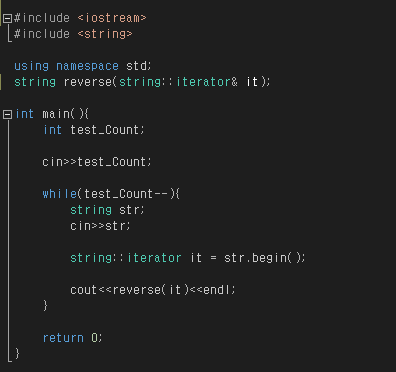 #include <iostream>
#include <string>
using namespace std;
string reverse(string::iterator& it);
int main(){
int test_Count;
cin>>test_Count;
while(test_Count--){
string str;
cin>>str;
string::iterator it = str.begin();
cout<<reverse(it)<<endl;
}
return 0;
}